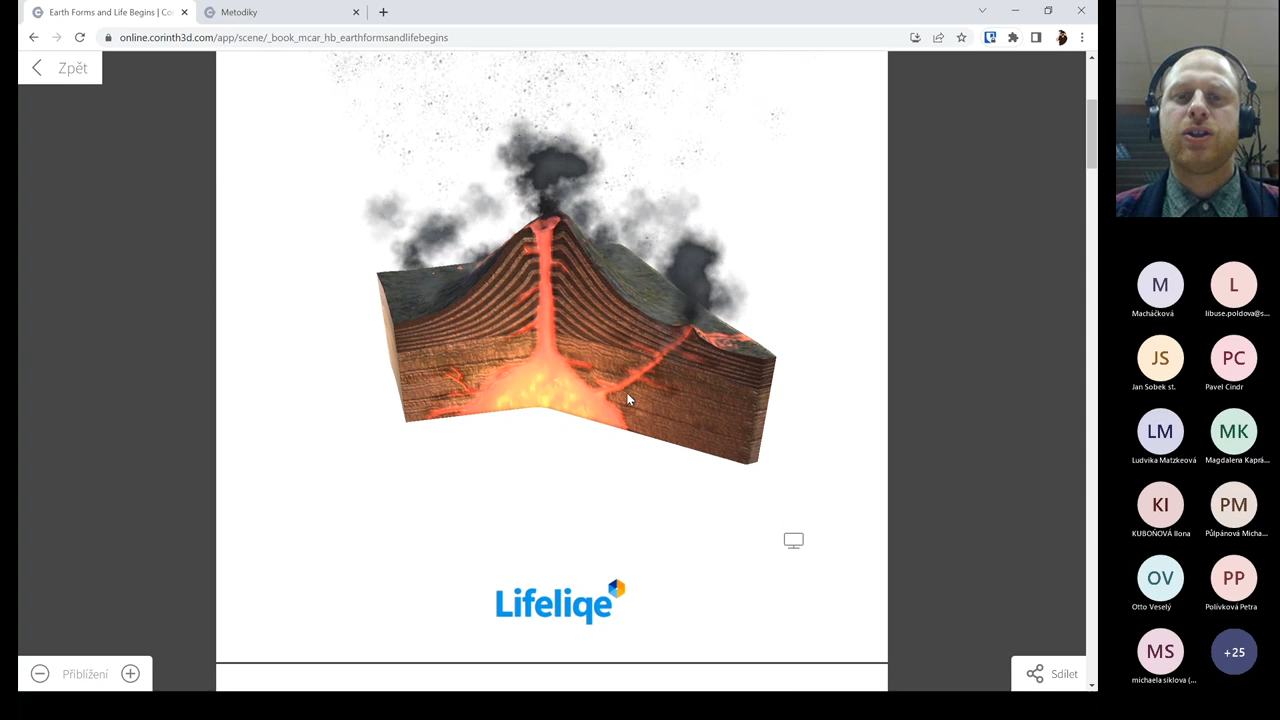 Earth Forms and Life Begins | Co
Metodiky
online.corinth3d.com/app/scene/_book_mcar_hb_earthformsandlifebegins
Zpět
Lifeliqe
Přiblížení
Sdílet
M
Macháčková
L
libuse.poldova@s...
JS
Jan Sobek st.
PC
Pavel Cindr
LM
Ludvika Matzkeová
MK
Magdalena Kaprá...
KI
KUBOŇOVÁ Ilona
PM
Půlpánová Micha...
OV
Otto Veselý
PP
Polívková Petra
MS
michaela siklova (...
+25